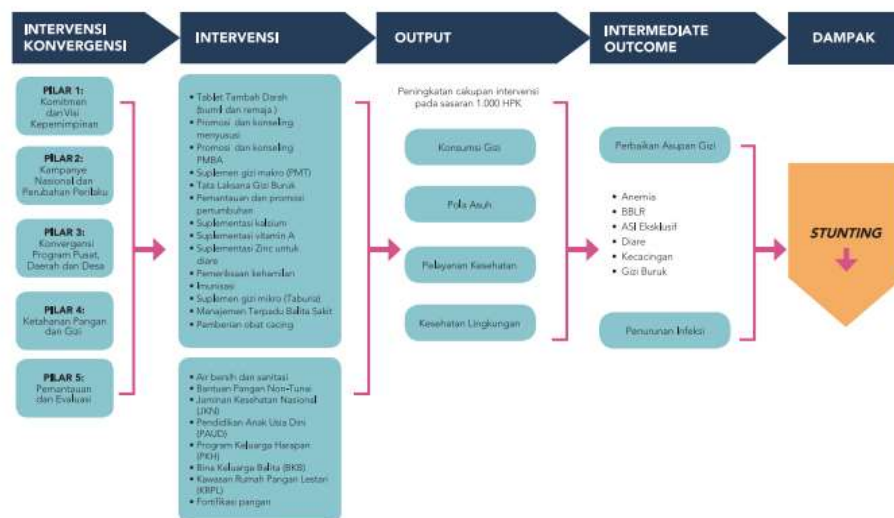 INTERVENSI
KONVERGENSI
INTERVENSI
OUTPUT
INTERMEDIATE
OUTCOME
DAMPAK
PILAR 1:
Komitmen
dan Visi
Kepemimpinan
PILAR 2:
Kampanye
Nasional dan
Perubahan Perilaku
PILAR 3:
Konvergensi
Program Pusat,
Daerah dan Desa
PILAR 4:
Ketahanan Pangan
dan Gizi
PILAR 5:
Pemantauan
dan Evaluasi
• Tablet Tambah Darah
(bumil dan remaja )
• Promosi dan konseling
menyusui
• Promosi dan konseling
PMBA
• Suplemen gizi makro (PMT)
• Tata Laksana Gizi Buruk
• Pemantauan dan promosi
pertumbuhan
• Suplementasi kalsium
• Suplementasi vitamin A
• Suplementasi Zinc untuk
diare
• Pemeriksaan kehamilan
• Imunisasi
• Suplemen gizi mikro (Taburia)
• Manajemen Terpadu Balita Sakit
• Pemberian obat cacing
• Air bersih dan sanitasi
• Bantuan Pangan Non-Tunai
• Jaminan Kesehatan Nasional
(JKN)
• Pendidikan Anak Usia Dini
(PAUD)
• Program Keluarga Harapan
(PKH)
• Bina Keluarga Balita (BKB)
• Kawasan Rumah Pangan Lestari
(KRPL)
• Fortifikasi pangan
Peningkatan cakupan intervensi
pada sasaran 1.000 HPK
Konsumsi Gizi
Pola Asuh
Pelayanan Kesehatan
Kesehatan Lingkungan
Perbaikan Asupan Gizi
• Anemia
• BBLR
• ASI Eksklusif
• Diare
• Kecacingan
• Gizi Buruk
Penurunan Infeksi
STUNTING